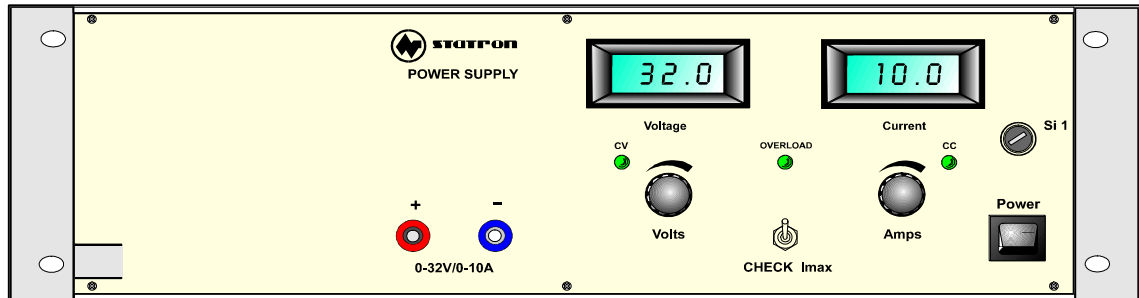 statron
POWER SUPPLY
32.0
10.0
Voltage
Current
Si 1
CV
OVERLOAD
CC
Power
+
-
Volts
Amps
0-32V/0-10A
CHECK Imax